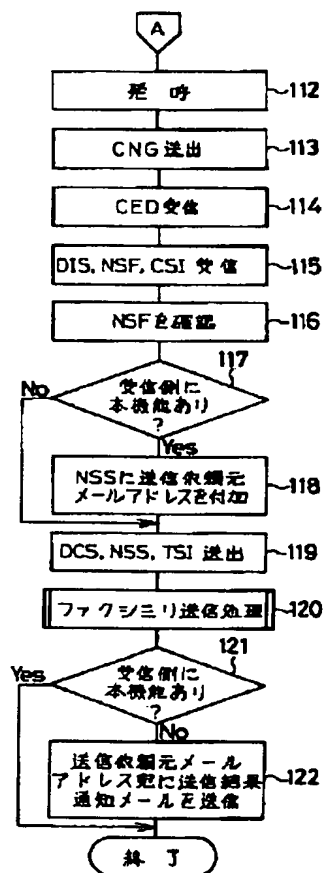 A
発呼
112
CNG送出
113
CED受信
114
DIS,NSF,CSI 受信
115
NSFを確認
116
117
No
受信側に
本機能あり
?
Yes
NSSに送信依頼元
メールアドレスを付加
118
DCS,NSS,TSI 送出
119
ファクシミリ送信処理
120
121
Yes
受信側に
本機能あり
?
No
送信依頼元メール
アドレス宛に送信結果
通知メールを送信
122
終了